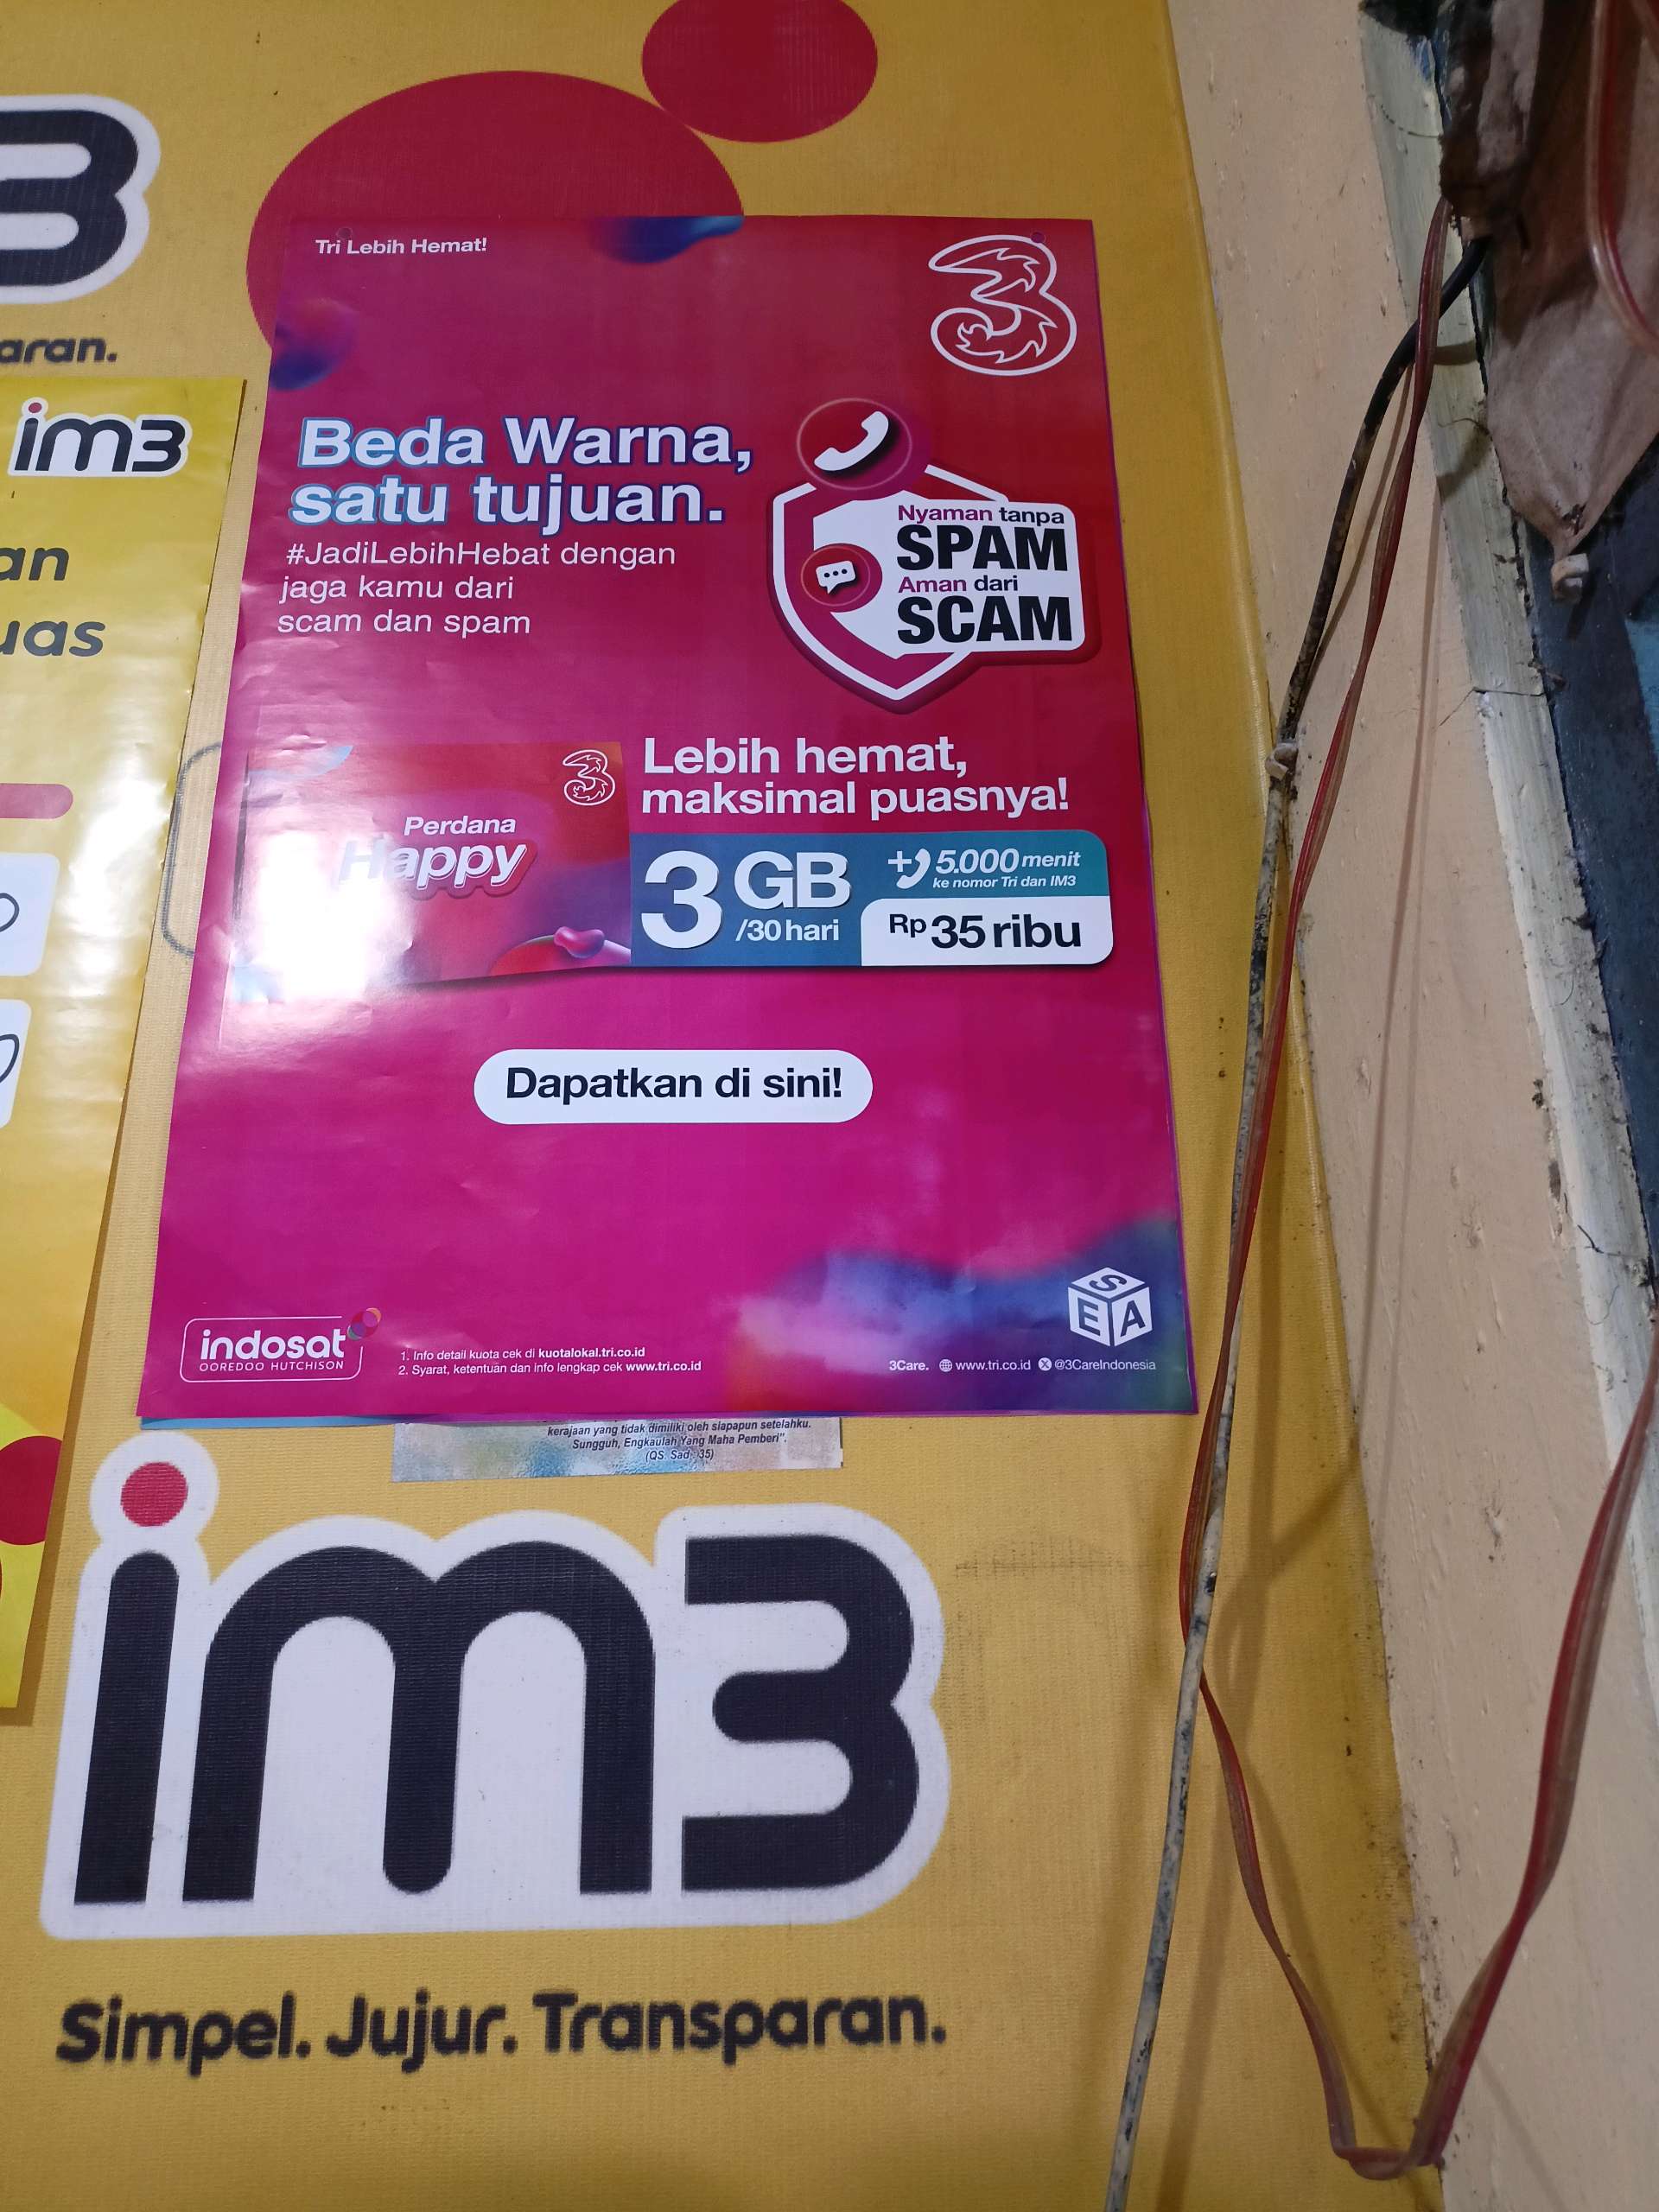 aran.
im3
an
uas
Tri Lebih Hemat!
3
Beda Warna,
satu tujuan.
#JadiLebihHebat dengan
jaga kamu dari
scam dan spam
Nyaman tanpa
SPAM
Aman dari
SCAM
3
Perdana
Happy
Lebih hemat,
maksimal puasnya!
3 GB
/30 hari
+ 5.000 menit
ke nomor Tri dan IM3
Rp 35 ribu
Dapatkan di sini!
SEA
indosat
OOREDOO HUTCHISON
1. Info detail kuota cek di kuotalokal.tri.co.id
2. Syarat, ketentuan dan info lengkap cek www.tri.co.id
3Care. www.tri.co.id @3CareIndonesia
kerajaan yang tidak dimiliki oleh siapapun setelahku.
Sungguh, Engkaulah Yang Maha Pemberi".
(QS. Sad: 35)
im3
Simpel. Jujur. Transparan.